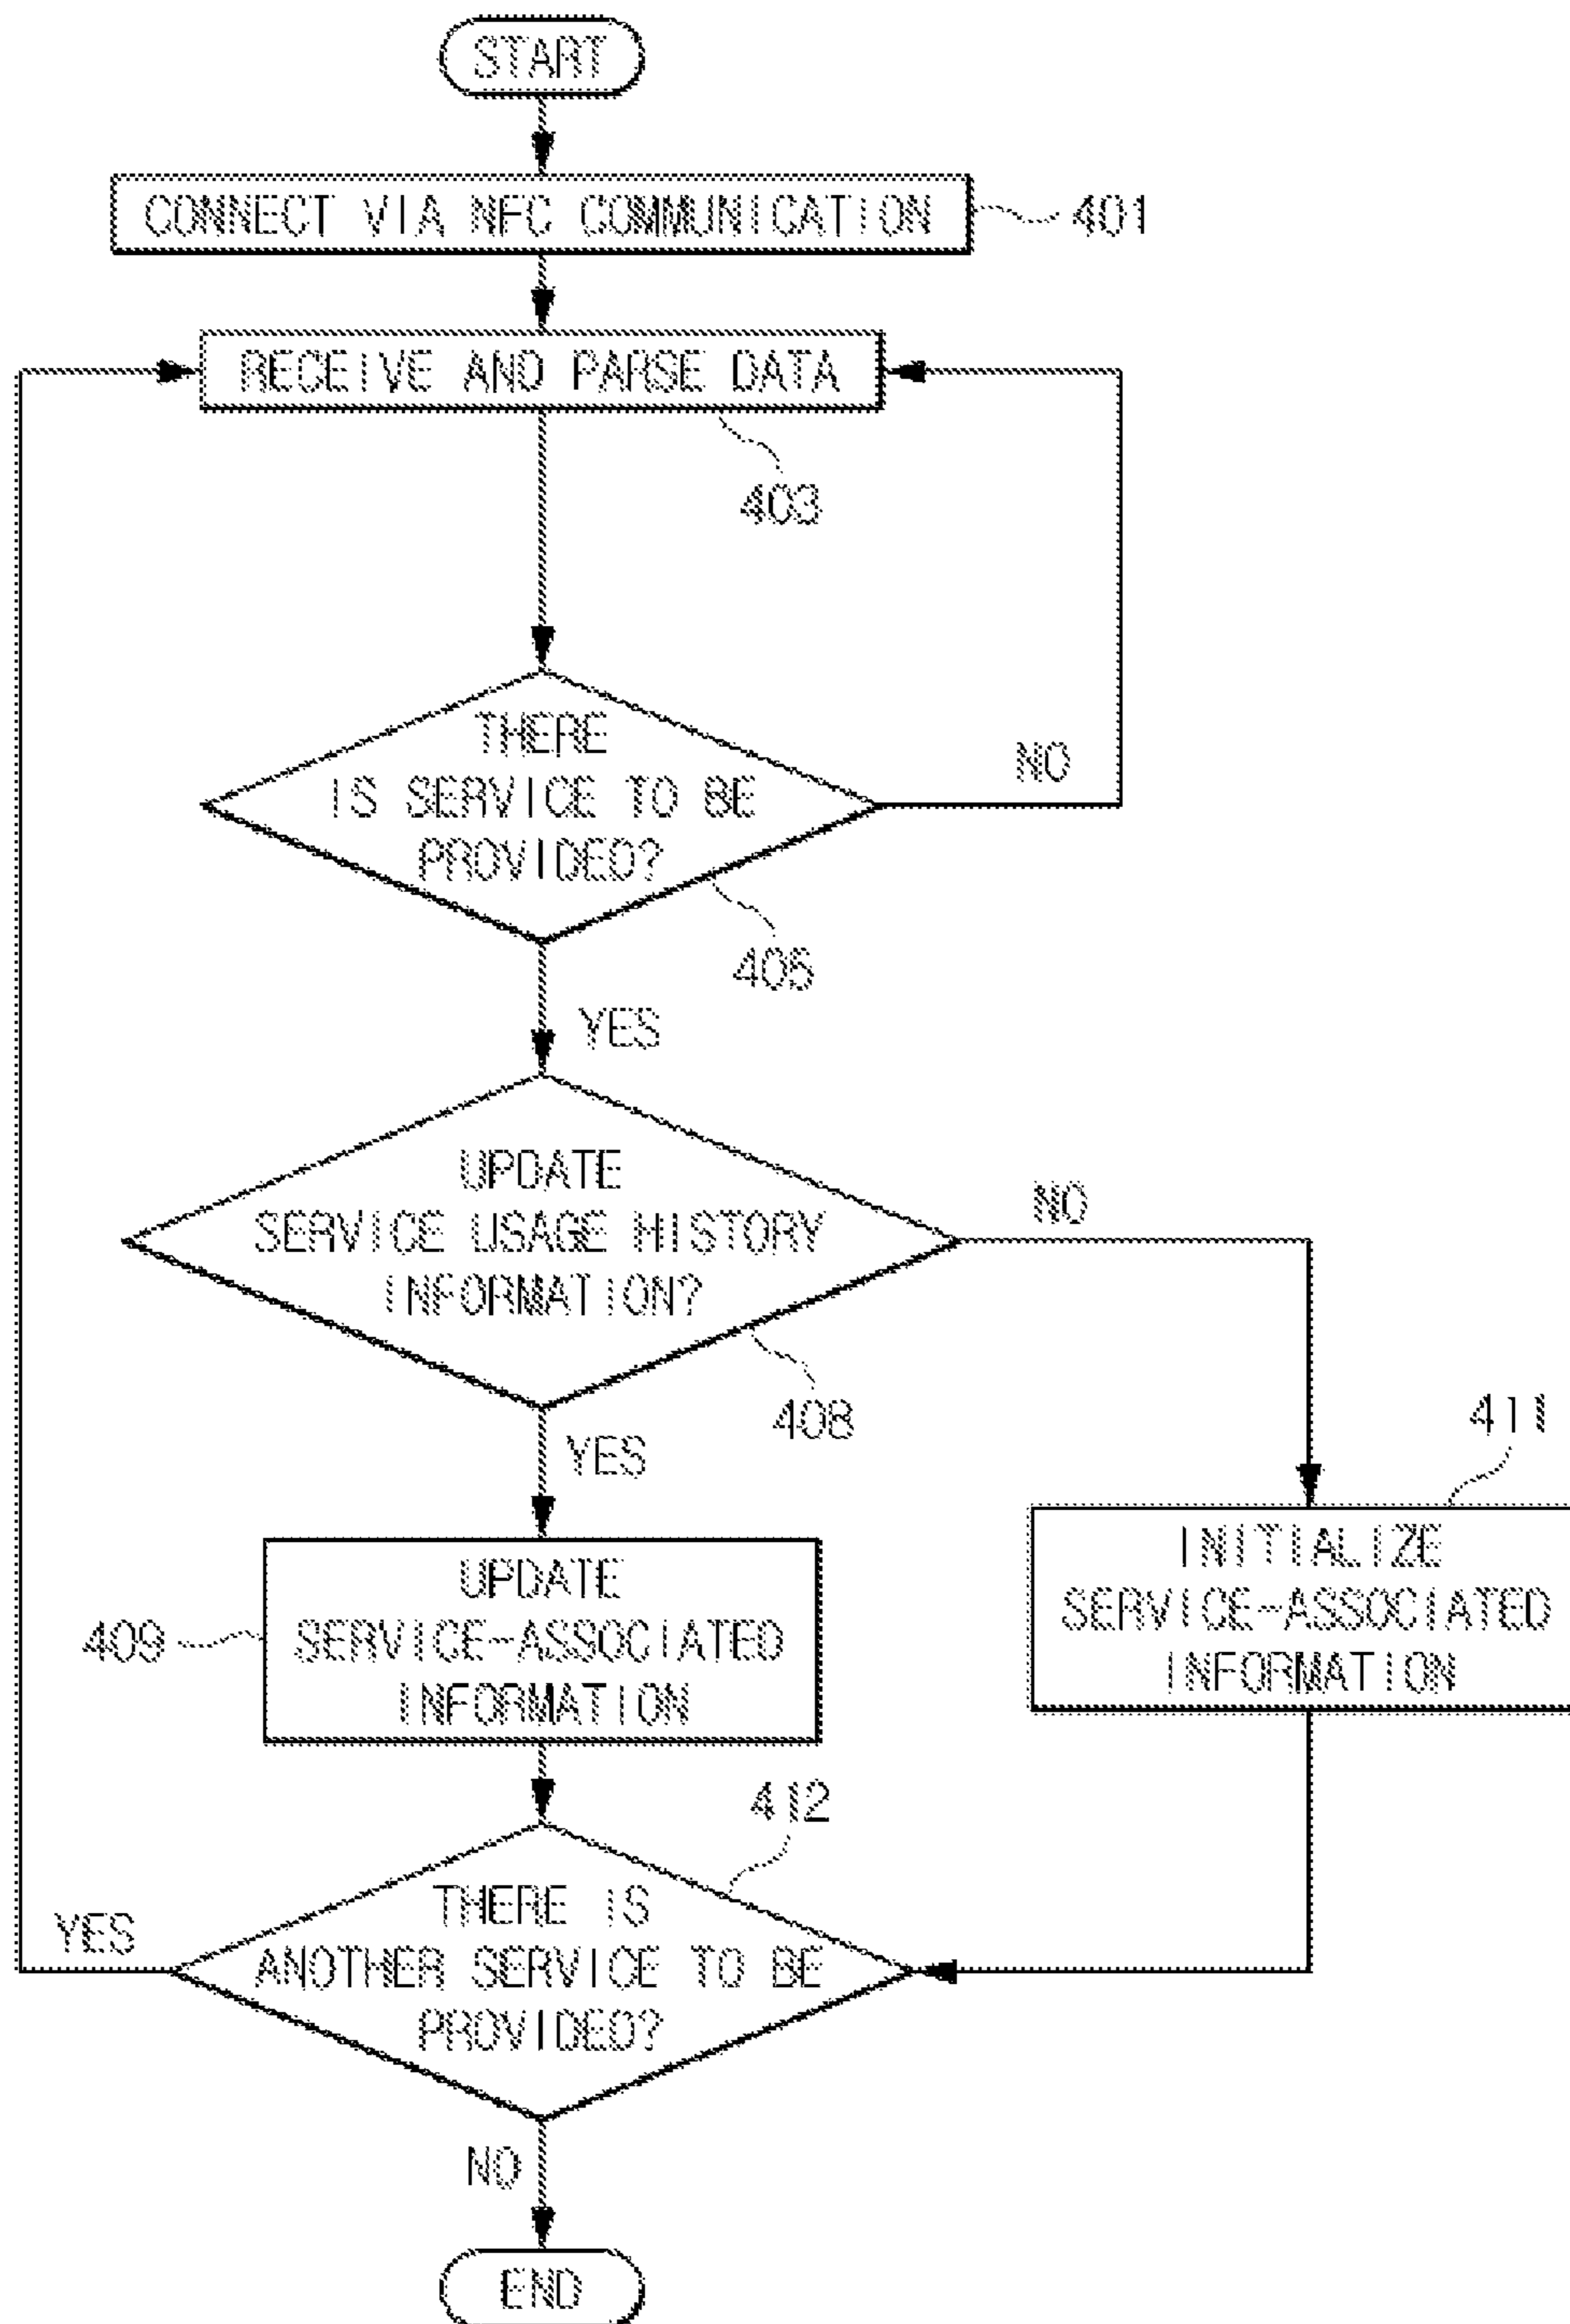 START
CONNECT VIA NFC COMMUNICATION
401
RECEIVE AND PARSE DATA
403
THERE
IS SERVICE TO BE
PROVIDED?
NO
405
YES
UPDATE
SERVICE USAGE HISTORY
INFORMATION?
NO
408
YES
411
UPDATE
SERVICE-ASSOCIATED
INFORMATION
409
INITIALIZE
SERVICE-ASSOCIATED
INFORMATION
412
THERE IS
ANOTHER SERVICE TO BE
PROVIDED?
YES
NO
END